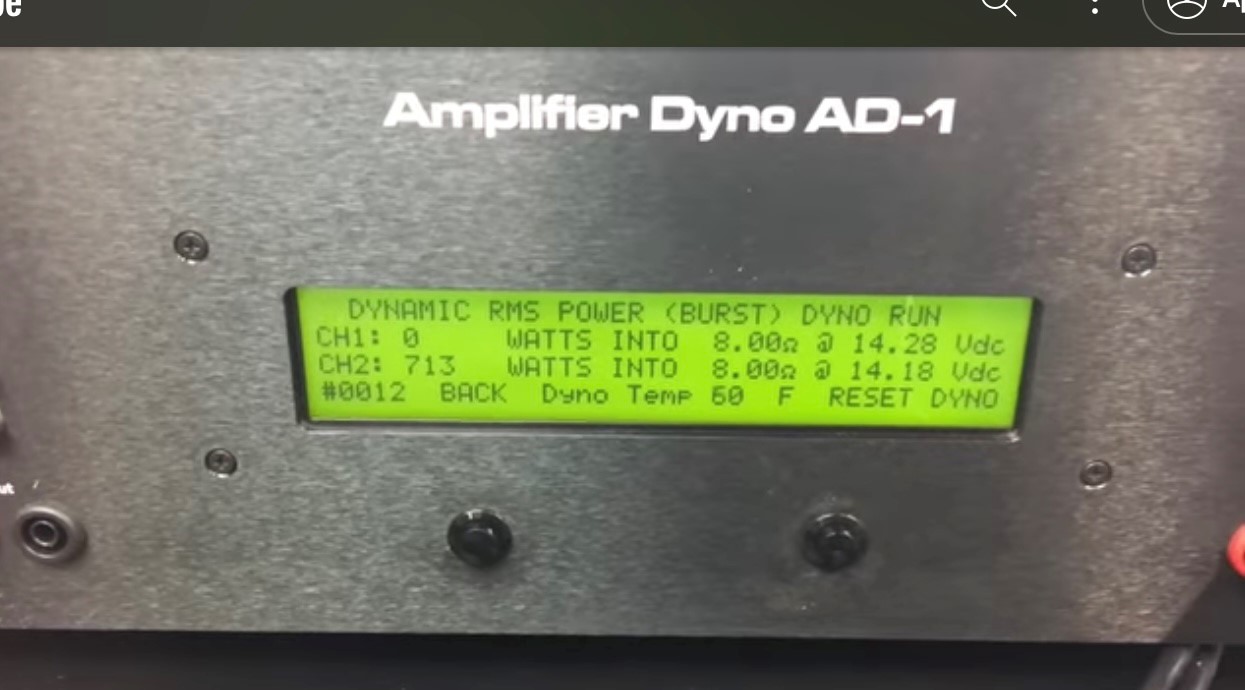 Amplifier Dyno AD-1
DYNAMIC RMS POWER (BURST) DYNO RUN
CH1: 0 WATTS INTO 8.00Ω @ 14.28 Vdc
CH2: 713 WATTS INTO 8.00Ω @ 14.18 Vdc
#0012 BACK Dyno Temp 60 F RESET DYNO